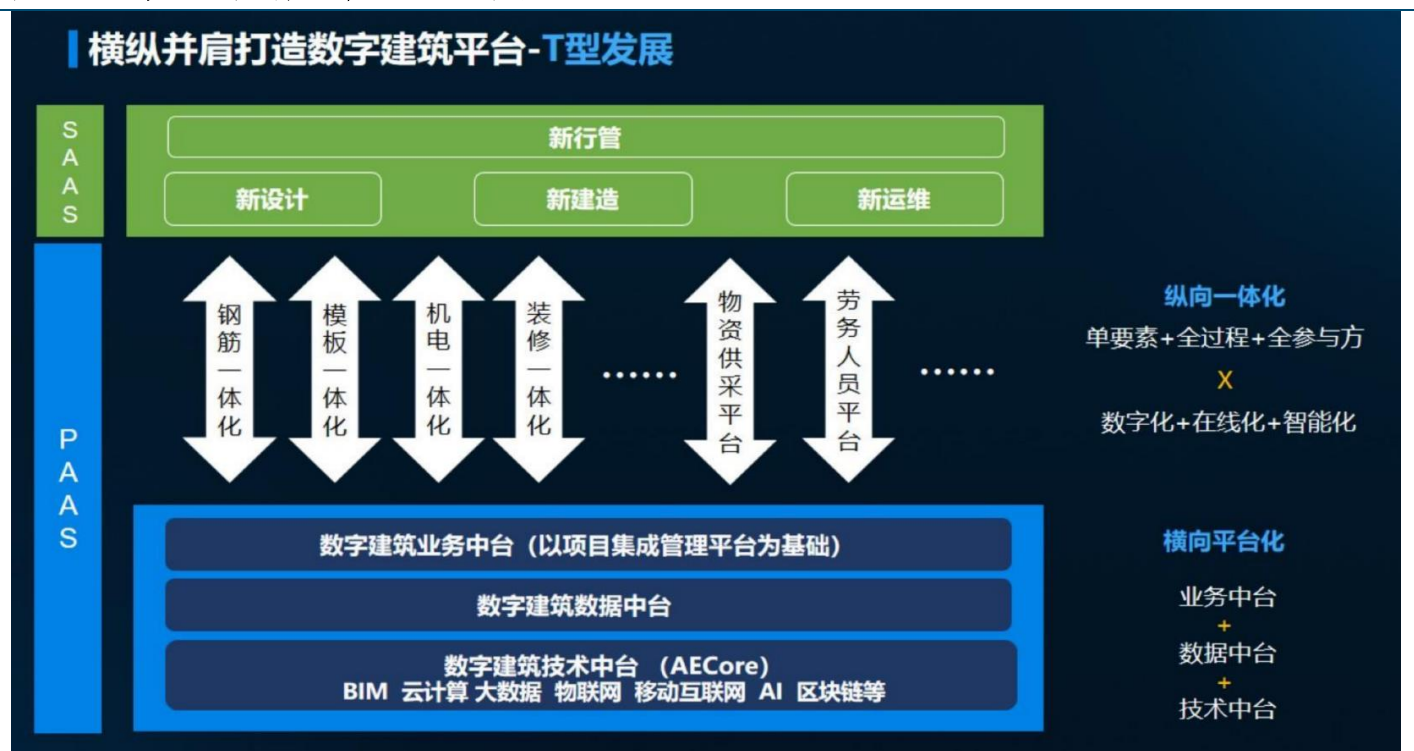 横纵并肩打造数字建筑平台-T型发展
SAAS
新行管
新设计
新建造
新运维
PAAS
钢筋一体化
模板一体化
机电一体化
装修一体化
......
物资供采平台
劳务人员平台
......
纵向一体化
单要素+全过程+全参与方
X
数字化+在线化+智能化
数字建筑业务中台（以项目集成管理平台为基础）
数字建筑数据中台
数字建筑技术中台 （AECore）
BIM 云计算 大数据 物联网 移动互联网 AI 区块链等
横向平台化
业务中台
+
数据中台
+
技术中台